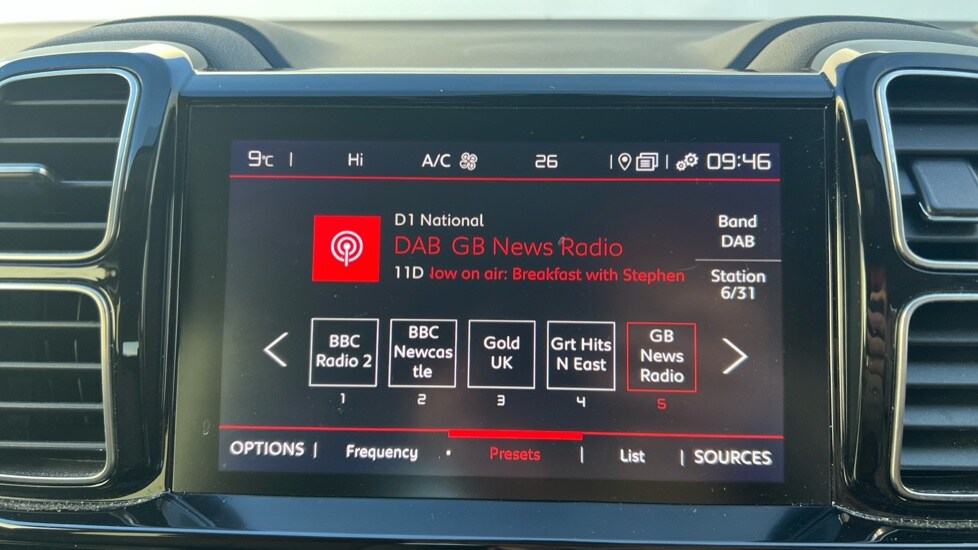 9°C | Hi A/C 26 | | 09:46
D1 National
DAB GB News Radio
11D low on air: Breakfast with Stephen
Band
DAB
Station
6/31
BBC
Radio 2
1
BBC
Newcas
tle
2
Gold
UK
3
Grt Hits
N East
4
GB
News
Radio
5
OPTIONS | Frequency • Presets | List | SOURCES